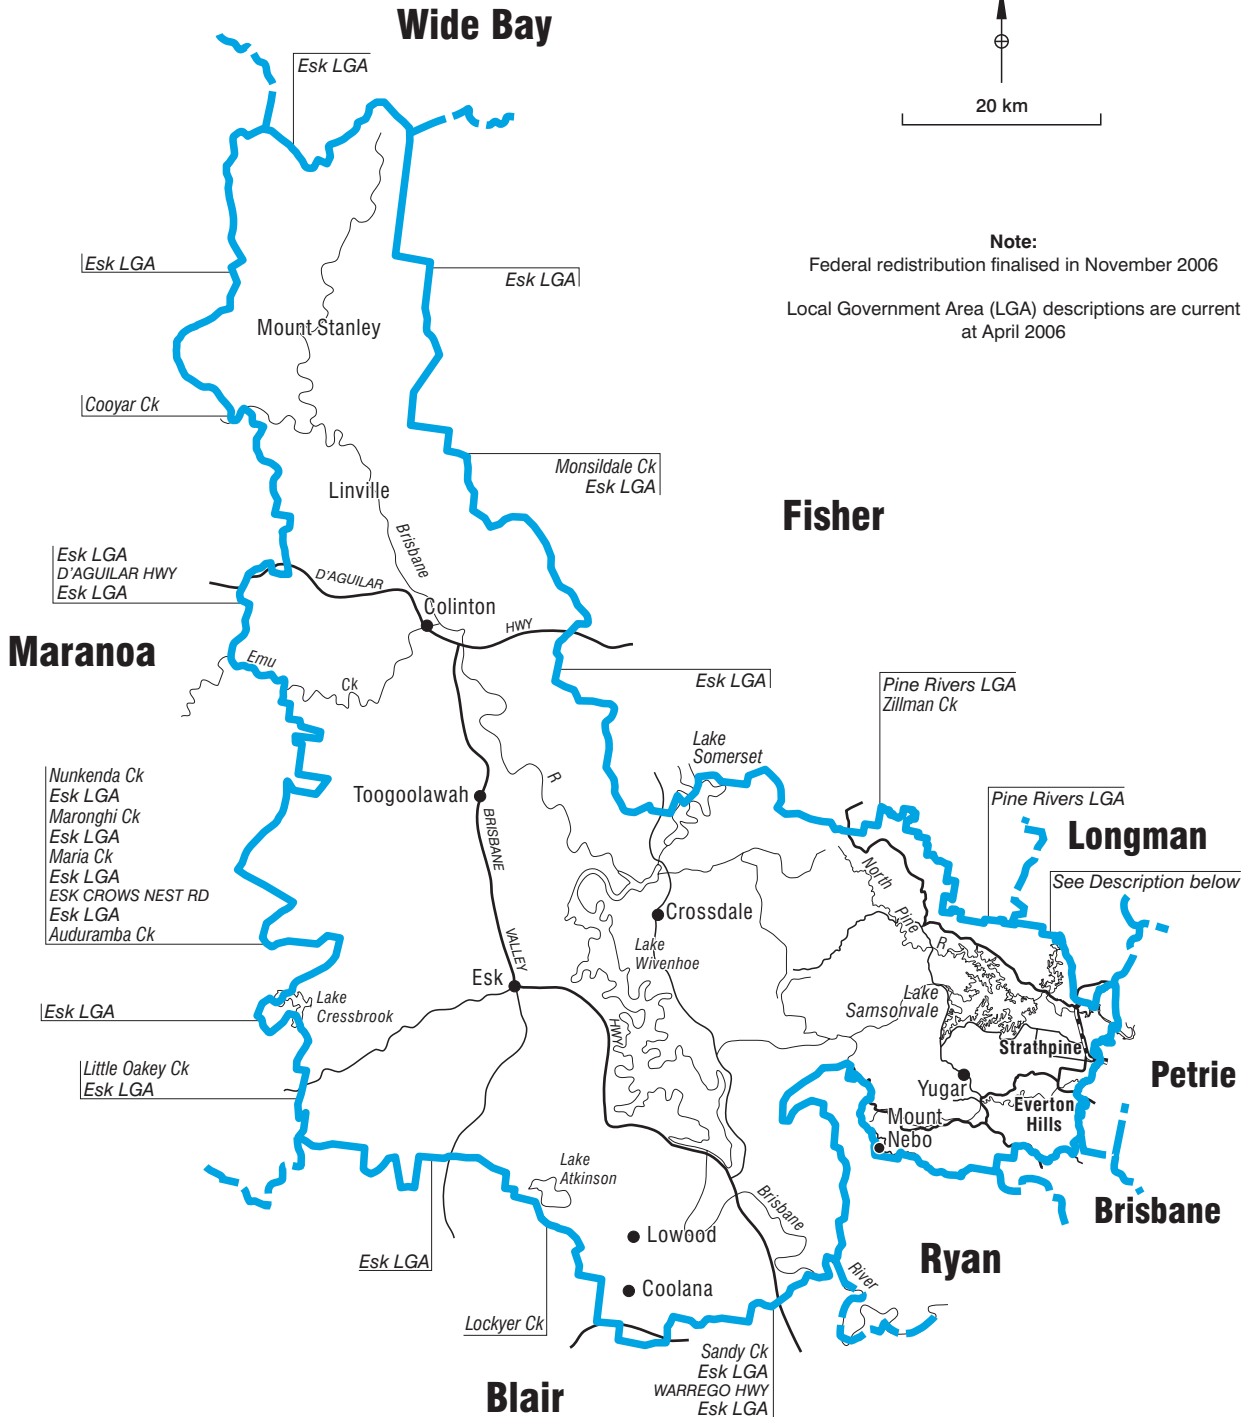 Wide Bay
Esk LGA
20 km
Note:
Federal redistribution finalised in November 2006
Local Government Area (LGA) descriptions are current
at April 2006
Esk LGA
Esk LGA
Mount Stanley
Cooyar Ck
Monsildale Ck
Esk LGA
Linville
Fisher
Brisbane
Esk LGA
D'AGUILAR HWY
Esk LGA
D'AGUILAR
Colinton
HWY
Maranoa
Emu
Ck
Esk LGA
Pine Rivers LGA
Zillman Ck
Lake
Somerset
R
Nunkenda Ck
Esk LGA
Maronghi Ck
Esk LGA
Maria Ck
Esk LGA
ESK CROWS NEST RD
Esk LGA
Auduramba Ck
Toogoolawah
BRISBANE
Pine Rivers LGA
Longman
See Description below
North
Pine
R
Crossdale
VALLEY
Lake
Wivenhoe
Esk
Lake
Cressbrook
Esk LGA
HWY
Lake
Samsonvale
Strathpine
Little Oakey Ck
Esk LGA
Petrie
Yugar
Everton
Hills
Mount
Nebo
Lake
Atkinson
Brisbane
Brisbane
Lowood
Esk LGA
Ryan
River
Coolana
Lockyer Ck
Sandy Ck
Esk LGA
WARREGO HWY
Esk LGA
Blair